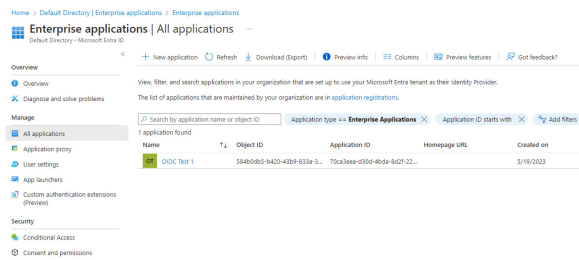 Home > Default Directory | Enterprise applications > Enterprise applications
Enterprise applications | All applications ...
Default Directory - Microsoft Entra ID
New application Refresh Download (Export) Preview info Columns Preview features Got feedback?
Overview
Overview
Diagnose and solve problems
Manage
All applications
Application proxy
User settings
App launchers
Custom authentication extensions
(Preview)
Security
Conditional Access
Consent and permissions
View, filter, and search applications in your organization that are set up to use your Microsoft Entra tenant as their Identity Provider.
The list of applications that are maintained by your organization are in application registrations.
Search by application name or object ID Application type == Enterprise Applications Application ID starts with Add filters
1 application found
Name Object ID Application ID Homepage URL Created on
OT OIDC Test 1 584b0db5-b420-43b9-833a-3... 70ca3eea-d30d-4bda-8d2f-22... 5/19/2023